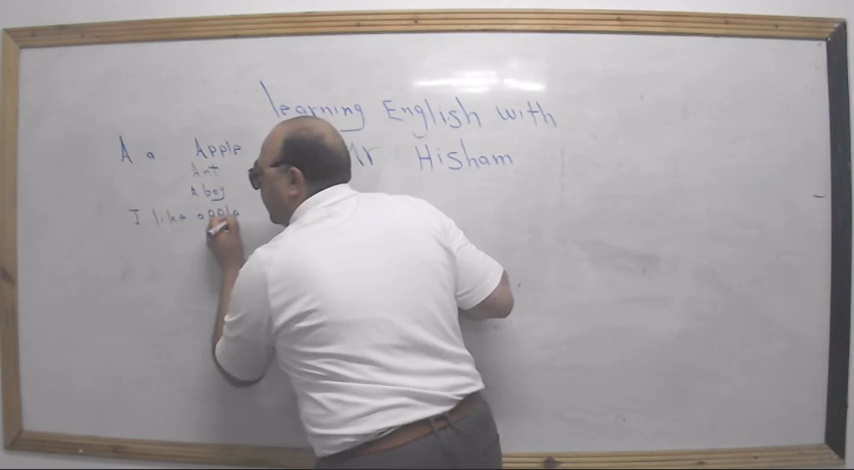 learning English with
Mr Hisham
A a Apple
Ant
A boy
I like apple